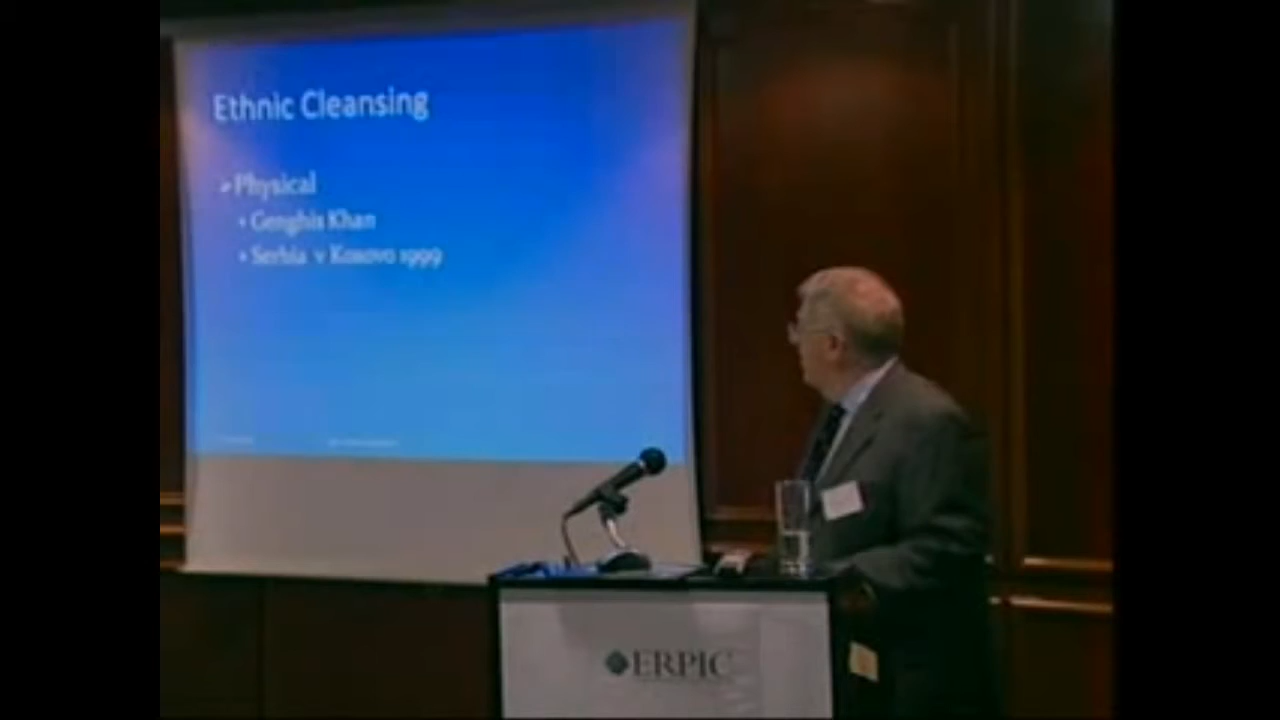 Ethnic Cleansing
➢Physical
• Genghis Khan
• Serbia v Kosovo 1999
ERPIC